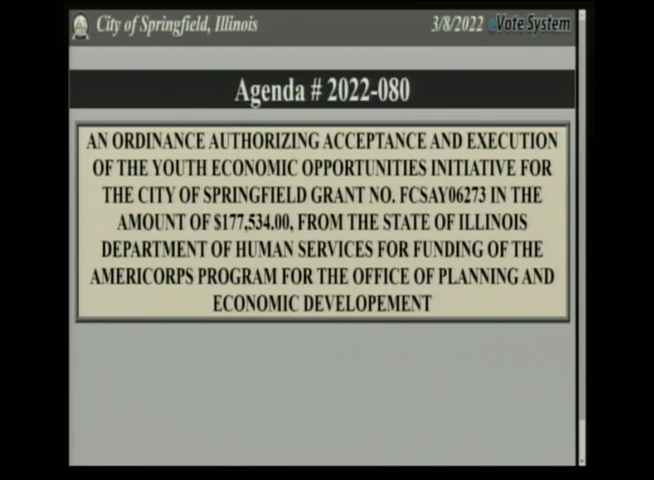 City of Springfield, Illinois 3/8/2022 eVote System
Agenda # 2022-080
AN ORDINANCE AUTHORIZING ACCEPTANCE AND EXECUTION
OF THE YOUTH ECONOMIC OPPORTUNITIES INITIATIVE FOR
THE CITY OF SPRINGFIELD GRANT NO. FCSAY06273 IN THE
AMOUNT OF $177,534.00, FROM THE STATE OF ILLINOIS
DEPARTMENT OF HUMAN SERVICES FOR FUNDING OF THE
AMERICORPS PROGRAM FOR THE OFFICE OF PLANNING AND
ECONOMIC DEVELOPEMENT